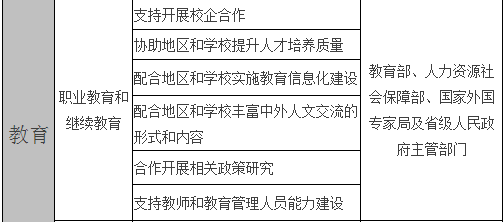 支持开展校企合作
协助地区和学校提升人才培养质量
配合地区和学校实施教育信息化建设
配合地区和学校丰富中外人文交流的
形式和内容
合作开展相关政策研究
支持教师和教育管理人员能力建设
教育
职业教育和
继续教育
教育部、人力资源社
会保障部、国家外国
专家局及省级人民政
府主管部门